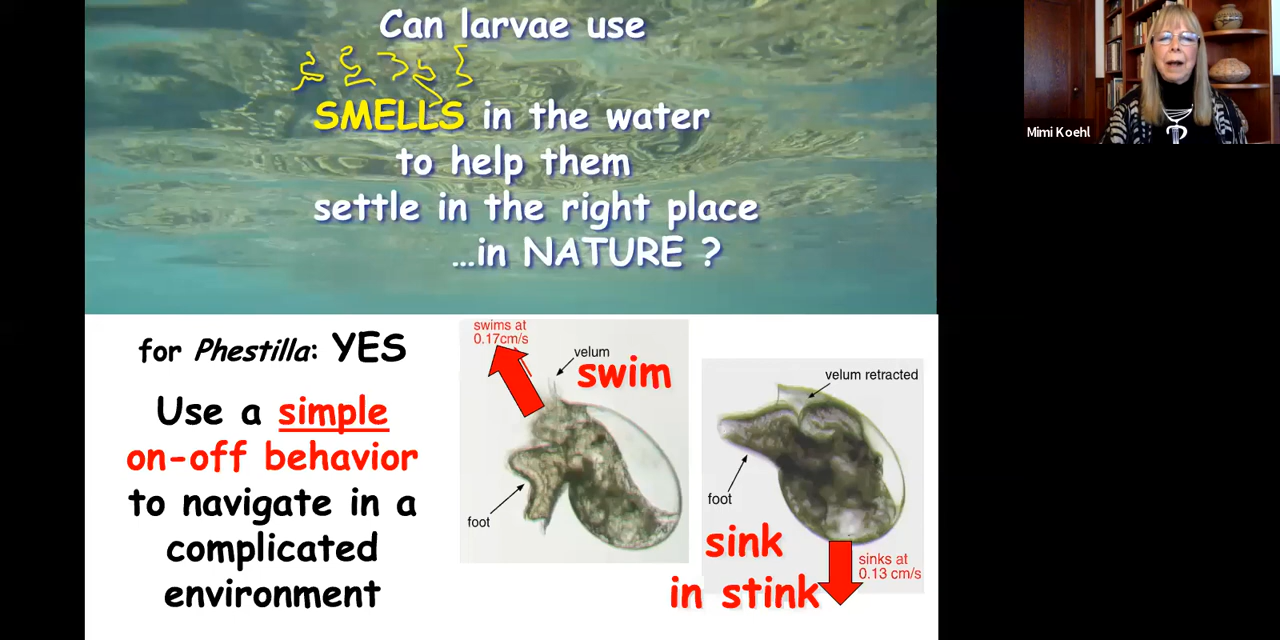 Can larvae use
SMELLS in the water
to help them
settle in the right place
...in NATURE ?
Mimi Koehl
for Phestilla: YES
Use a simple
on-off behavior
to navigate in a
complicated
environment
swims at
0.17cm/s
velum
swim
foot
velum retracted
foot
sink
in stink
sinks at
0.13 cm/s